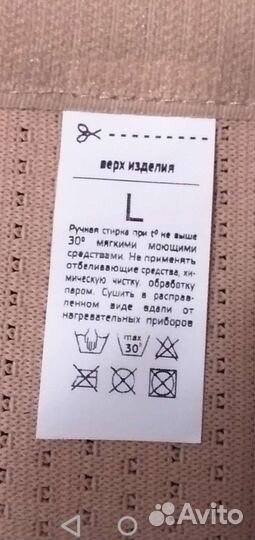 верх изделия
L
Ручная стирка при t° не выше
30° мягкими моющими
средствами. Не применять
отбеливающие средства, хи-
мическую чистку, обработку
паром. Сушить в расправ-
ленном виде вдали от
нагревательных приборов
max
30°
Avito